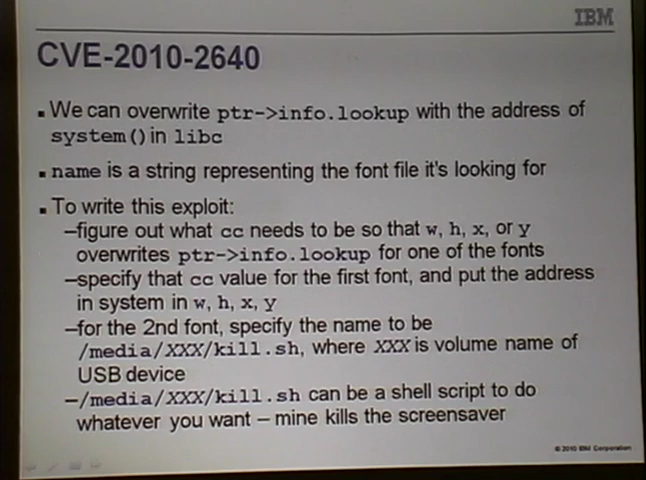 IBM
CVE-2010-2640
▪ We can overwrite ptr->info.lookup with the address of
system() in libc
▪ name is a string representing the font file it's looking for
▪ To write this exploit:
–figure out what cc needs to be so that w, h, x, or y
overwrites ptr->info.lookup for one of the fonts
–specify that cc value for the first font, and put the address
in system in w, h, x, y
–for the 2nd font, specify the name to be
/media/XXX/kill.sh, where XXX is volume name of
USB device
–/media/XXX/kill.sh can be a shell script to do
whatever you want – mine kills the screensaver
© 2010 IBM Corporation